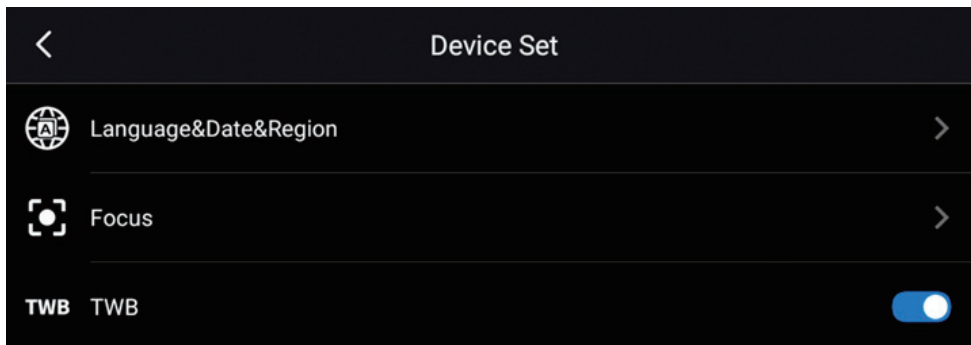 Device Set
A
Language&Date&Region
Focus
TWB TWB